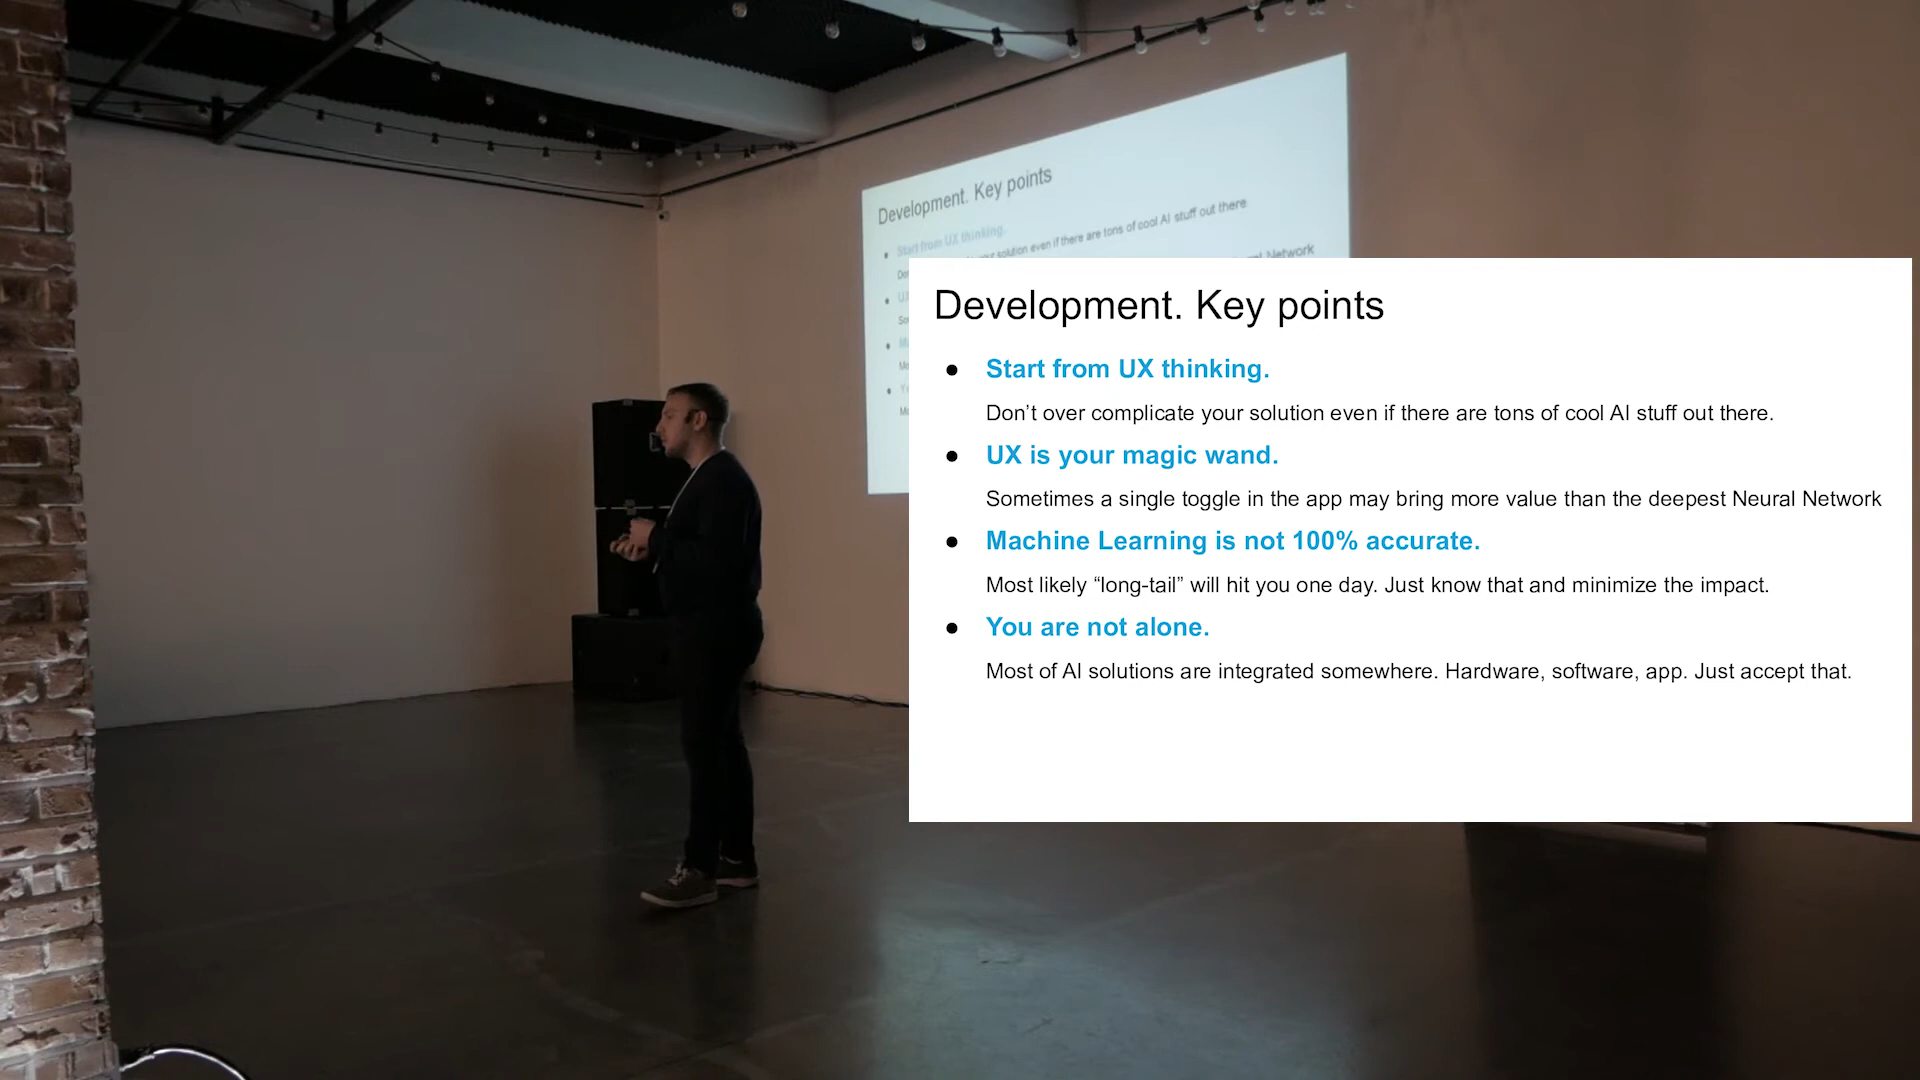 Development. Key points
Start from UX thinking.
solution even if there are tons of cool AI stuff out there
Network
Development. Key points
● Start from UX thinking.
Don’t over complicate your solution even if there are tons of cool AI stuff out there.
● UX is your magic wand.
Sometimes a single toggle in the app may bring more value than the deepest Neural Network
● Machine Learning is not 100% accurate.
Most likely “long-tail” will hit you one day. Just know that and minimize the impact.
● You are not alone.
Most of AI solutions are integrated somewhere. Hardware, software, app. Just accept that.